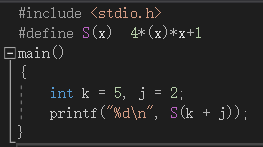 #include <stdio.h>
#define S(x)  4*(x)*x+1
main()
{
    int k = 5, j = 2;
    printf("%d\n", S(k + j));
}